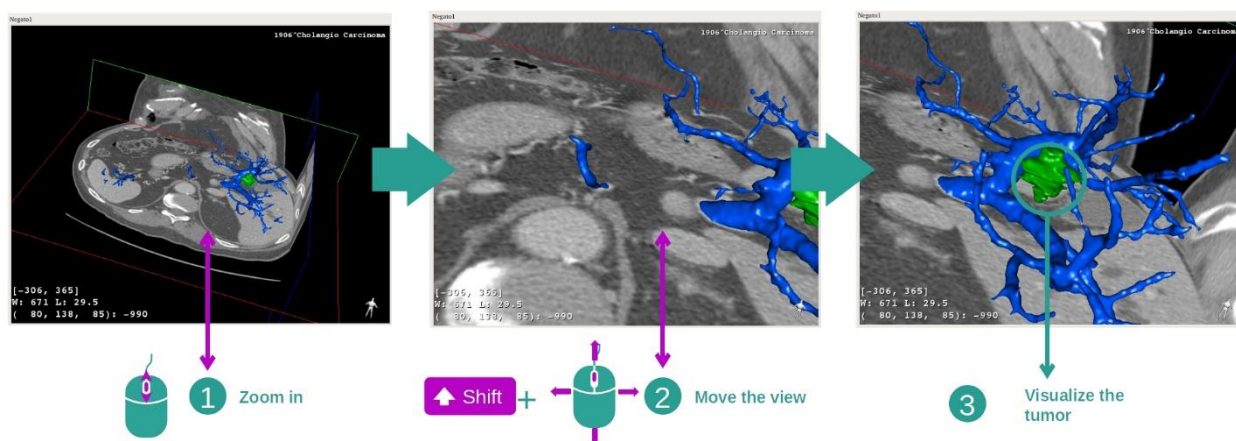 Negato1
1906^Cholangio Carcinoma
[-306, 365]
W: 671 L: 29.5
( 80, 138, 85): -990
Negato1
1906^Cholangio Carcinoma
[-306, 365]
W: 671 L: 29.5
( 80, 138, 85): -990
Negato1
1906^Cholangio Carcinoma
[-306, 365]
W: 671 L: 29.5
( 80, 138, 85): -990
1 Zoom in
Shift + 2 Move the view
3 Visualize the
tumor